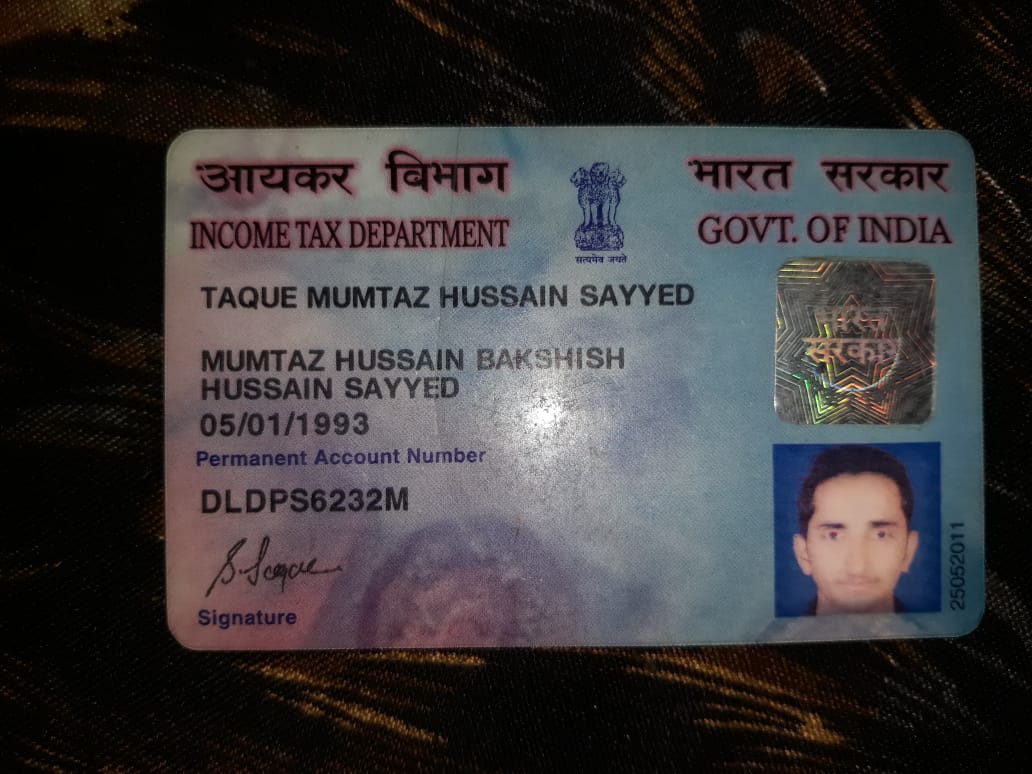 आयकर विभाग
INCOME TAX DEPARTMENT
सत्यमेव जयते
भारत सरकार
GOVT. OF INDIA
TAQUE MUMTAZ HUSSAIN SAYYED
MUMTAZ HUSSAIN BAKSHISH
HUSSAIN SAYYED
05/01/1993
Permanent Account Number
DLDPS6232M
S. Taque
Signature
भारत
सरकार
25052011